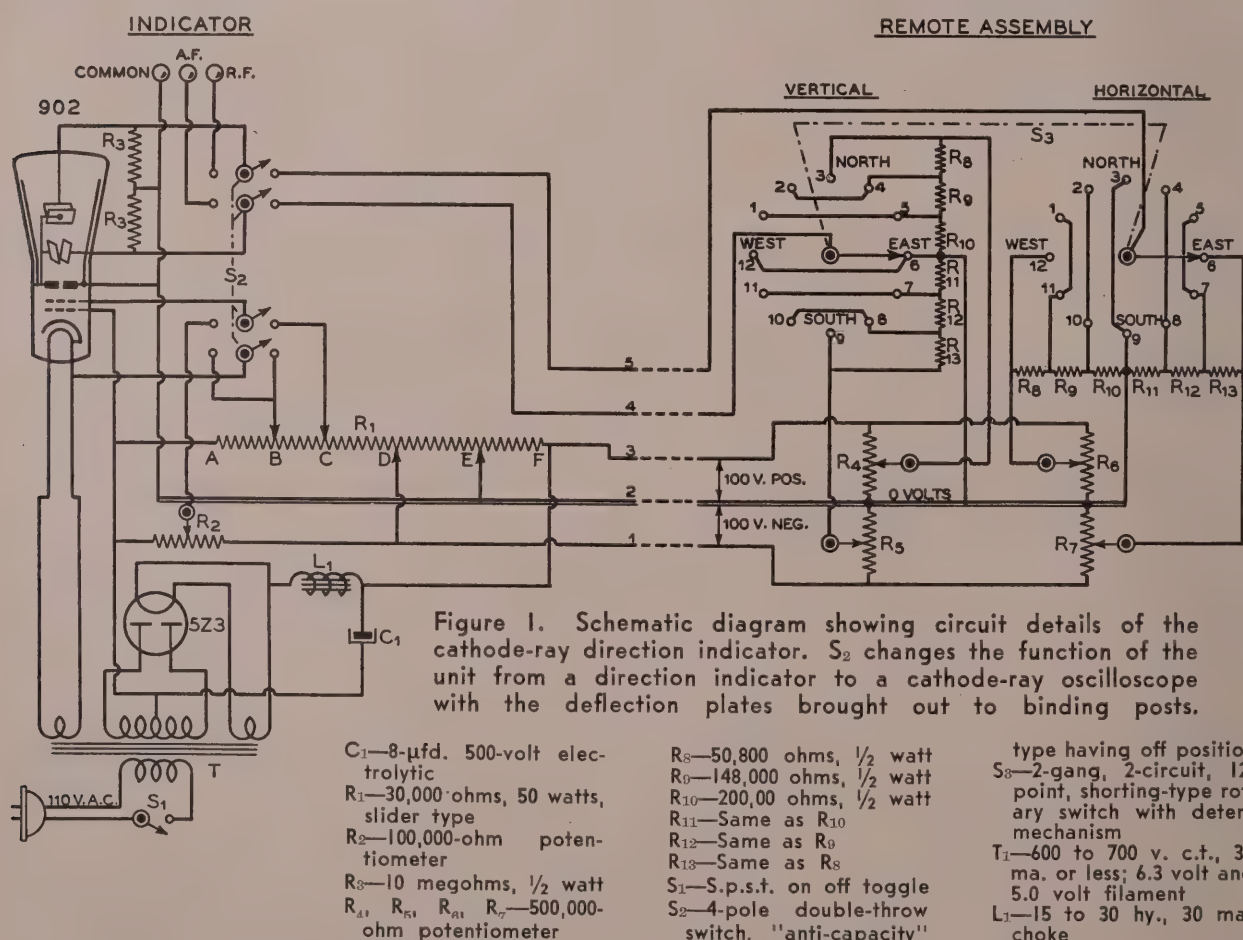 INDICATOR
REMOTE ASSEMBLY
A.F.
COMMON R.F.
902
VERTICAL
HORIZONTAL
S3
R3
R3
S2
NORTH
3
2 4
1 5
WEST EAST
12 6
11 7
10 SOUTH 8
9
R8
R9
R10
R
11
R
12
R
13
NORTH
3
2 4
1 5
WEST EAST
12 6
11 7
10 SOUTH 8
9
R8 R9 R10 R11 R12 R13
5
4
R1
A B C D E F
3
2
1
100 V. POS.
0 VOLTS
100 V. NEG.
R4
R6
R5
R7
R2
L1
5Z3
C1
T
110 V. A.C.
S1
Figure 1. Schematic diagram showing circuit details of the
cathode-ray direction indicator. S2 changes the function of the
unit from a direction indicator to a cathode-ray oscilloscope
with the deflection plates brought out to binding posts.
C1—8-μfd. 500-volt elec-
trolytic
R1—30,000 ohms, 50 watts,
slider type
R2—100,000-ohm poten-
tiometer
R3—10 megohms, ½ watt
R4, R5, R6, R7—500,000-
ohm potentiometer
R8—50,800 ohms, ½ watt
R9—148,000 ohms, ½ watt
R10—200,00 ohms, ½ watt
R11—Same as R10
R12—Same as R9
R13—Same as R8
S1—S.p.s.t. on off toggle
S2—4-pole double-throw
switch, "anti-capacity"
type having off positio
S3—2-gang, 2-circuit, 12
point, shorting-type rot
ary switch with deten
mechanism
T1—600 to 700 v. c.t., 3
ma. or less; 6.3 volt an
5.0 volt filament
L1—15 to 30 hy., 30 ma
choke